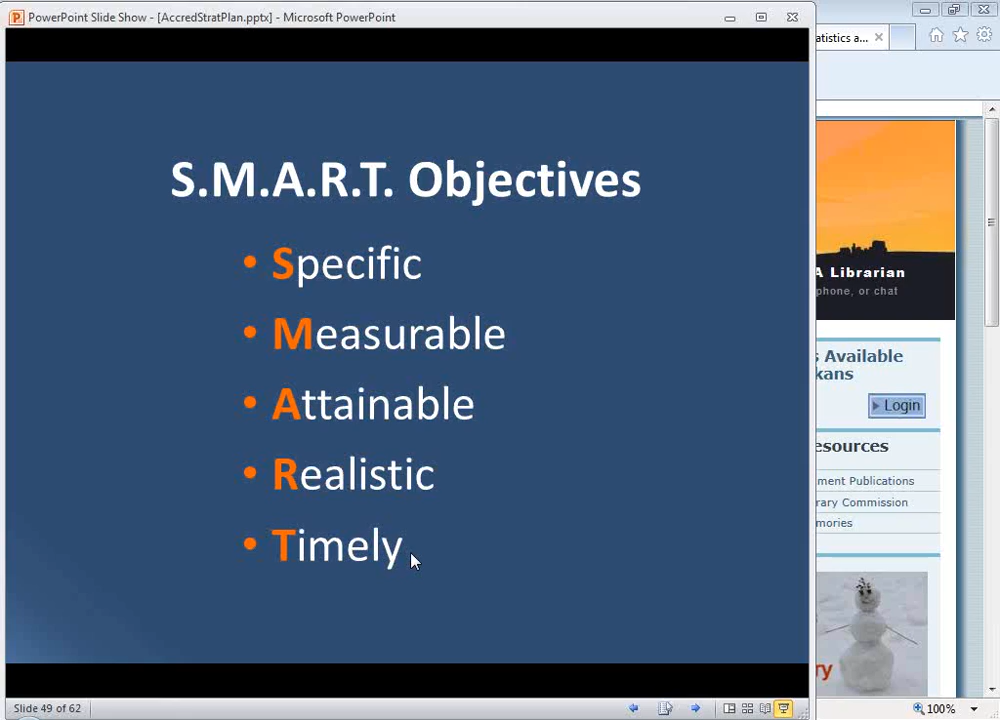 PowerPoint Slide Show - [AccredStratPlan.pptx] - Microsoft PowerPoint
atistics a...
S.M.A.R.T. Objectives
• Specific
• Measurable
• Attainable
• Realistic
• Timely
A Librarian
phone, or chat
s Available
kans
Login
esources
ment Publications
rary Commission
mories
ry
Slide 49 of 62
100%